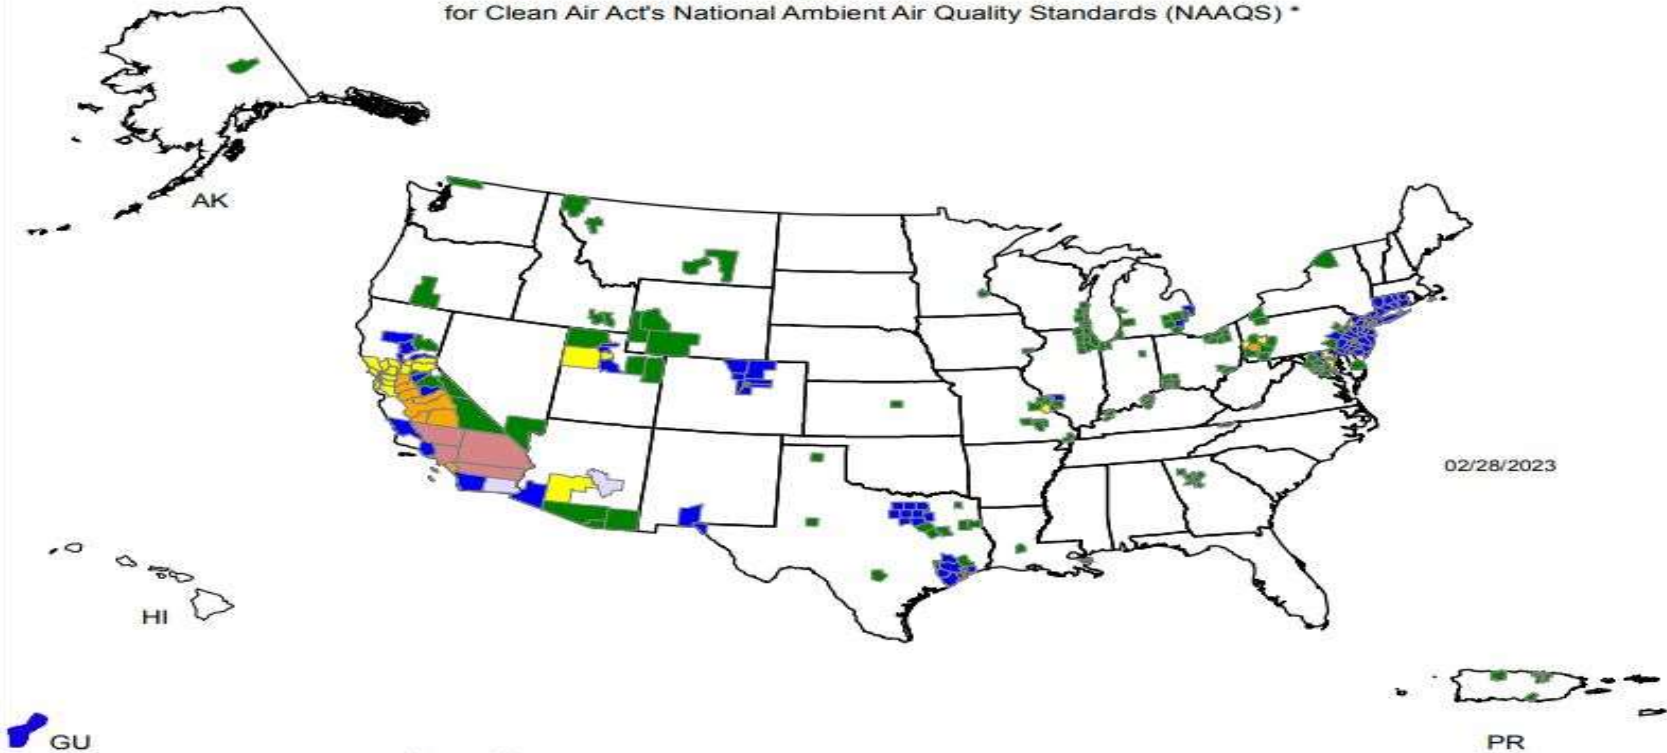 for Clean Air Act's National Ambient Air Quality Standards (NAAQS) *
AK
02/28/2023
HI
GU
PR